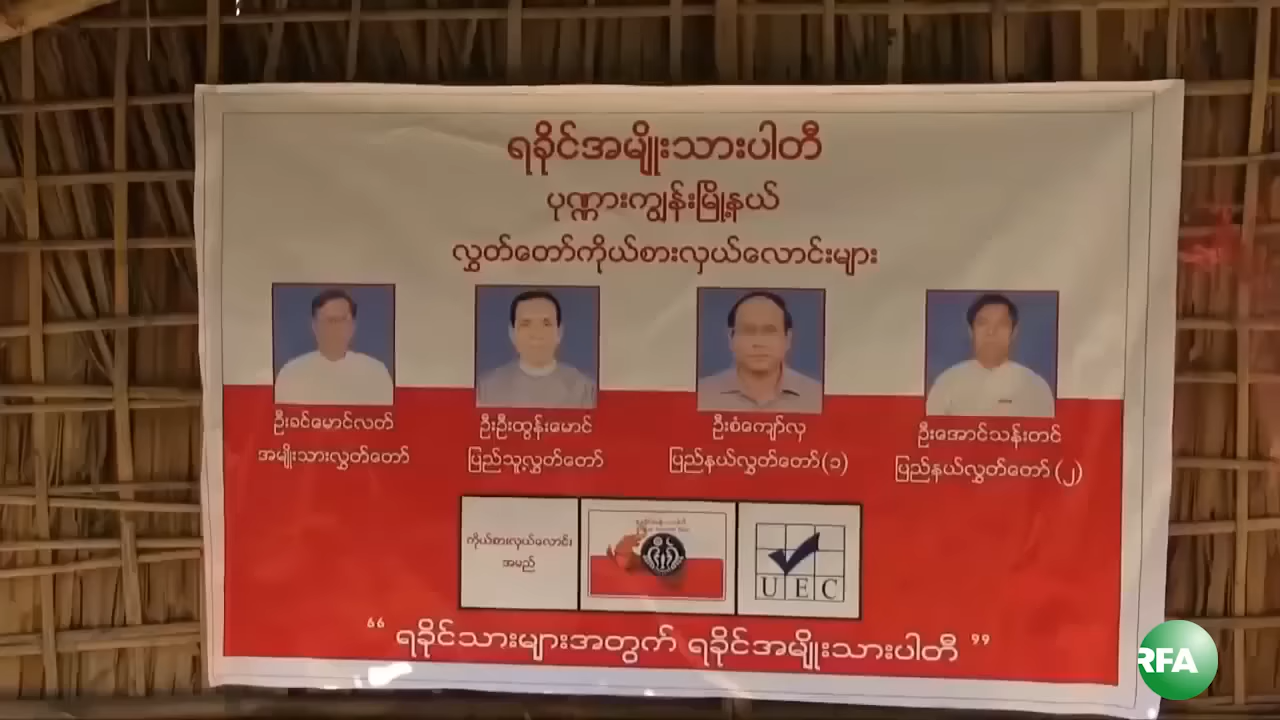 ရခိုင်အမျိုးသားပါတီ
ပုဏ္ဏားကျွန်းမြို့နယ်
လွှတ်တော်ကိုယ်စားလှယ်လောင်းများ
ဦးခင်မောင်လတ်
အမျိုးသားလွှတ်တော်
ဦးဦးထွန်းမောင်
ပြည်သူ့လွှတ်တော်
ဦးစံကျော်လှ
ပြည်နယ်လွှတ်တော်(၁)
ဦးအောင်သန်းတင်
ပြည်နယ်လွှတ်တော်(၂)
ကိုယ်စားလှယ်လောင်း
အမည်
UEC
“ ရခိုင်သားများအတွက် ရခိုင်အမျိုးသားပါတီ ”
RFA